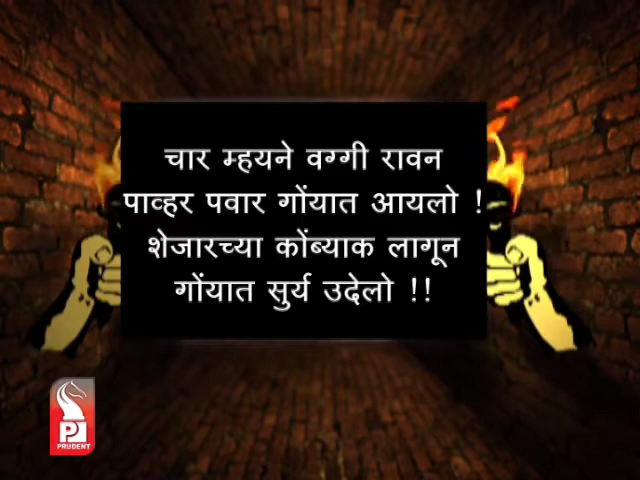 चार म्हयने वग्गी रावन
पाव्हर पवार गोंयात आयलो !
शेजारच्या कोंब्याक लागून
गोंयात सुर्य उदेलो !!
PRUDENT